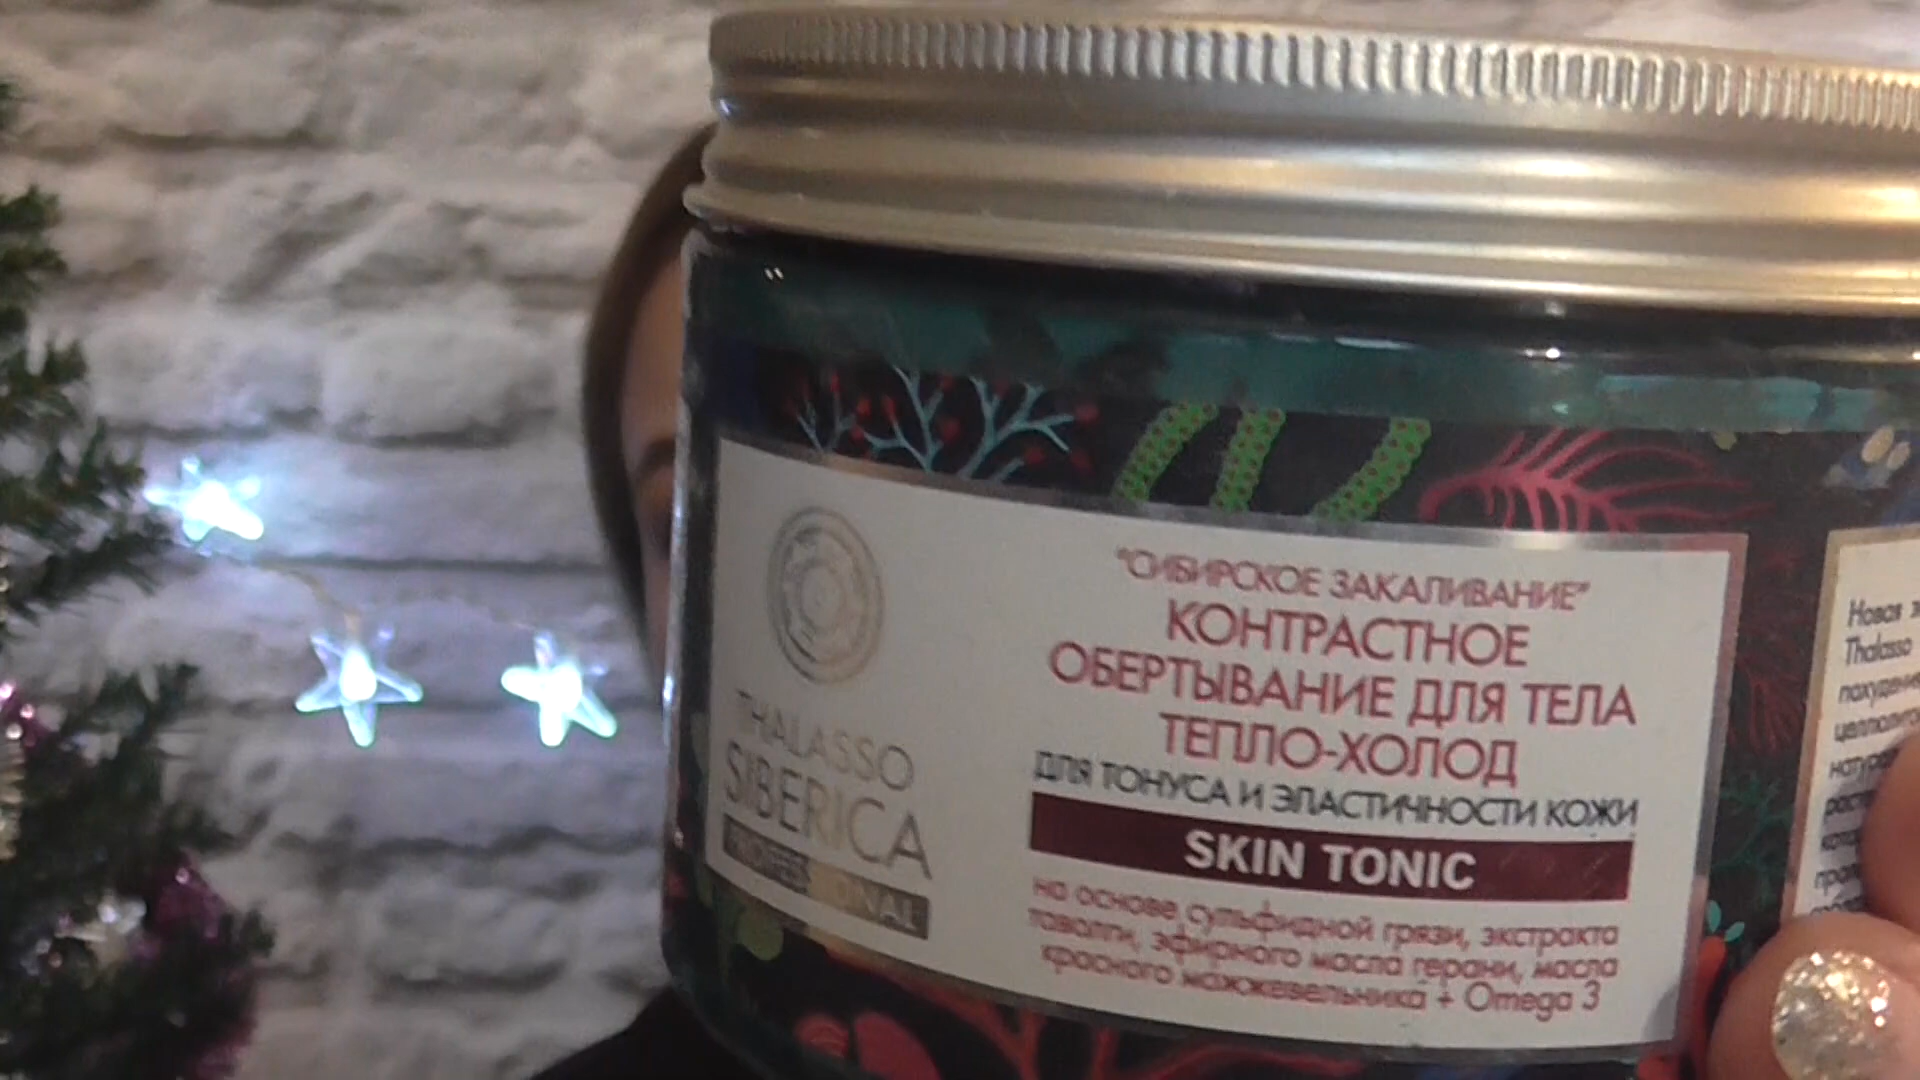 THALASSO
SIBERICA
PROFESSIONAL
"СИБИРСКОЕ ЗАКАЛИВАНИЕ"
КОНТРАСТНОЕ
ОБЕРТЫВАНИЕ ДЛЯ ТЕЛА
ТЕПЛО-ХОЛОД
ДЛЯ ТОНУСА И ЭЛАСТИЧНОСТИ КОЖИ
SKIN TONIC
на основе сульфидной грязи, экстракта
таволги, эфирного масла герани, масла
красного можжевельника + Omega 3
Новая
Thalasso